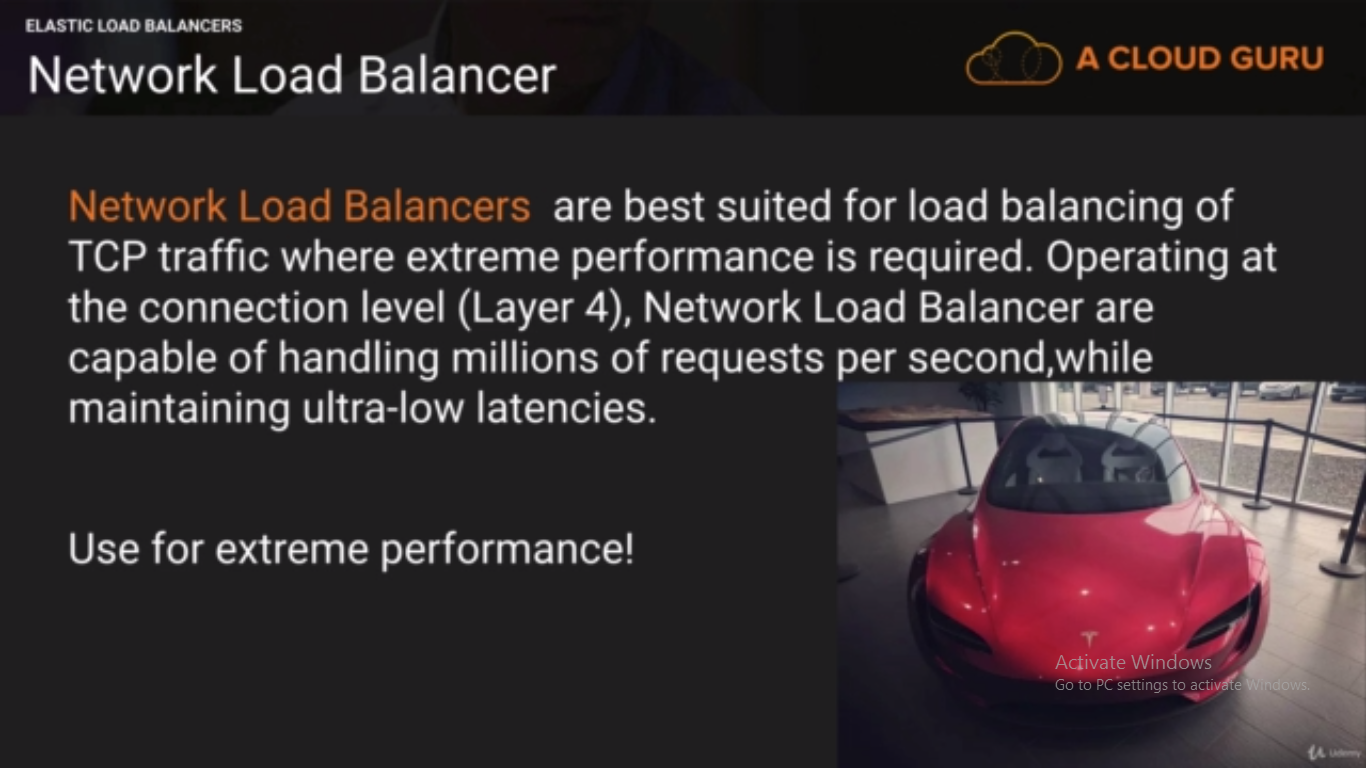 ELASTIC LOAD BALANCERS
Network Load Balancer
A CLOUD GURU
Network Load Balancers are best suited for load balancing of
TCP traffic where extreme performance is required. Operating at
the connection level (Layer 4), Network Load Balancer are
capable of handling millions of requests per second,while
maintaining ultra-low latencies.
Use for extreme performance!
Activate Windows
Go to PC settings to activate Windows.
Udemy